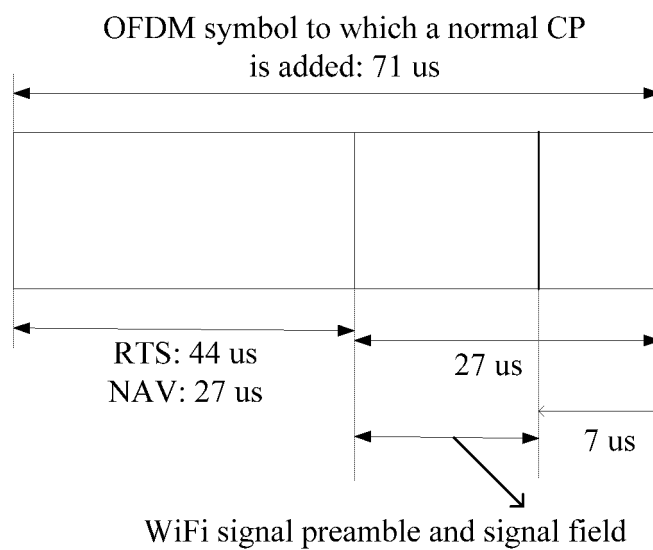 OFDM symbol to which a normal CP
is added: 71 us
RTS: 44 us
NAV: 27 us
27 us
7 us
WiFi signal preamble and signal field